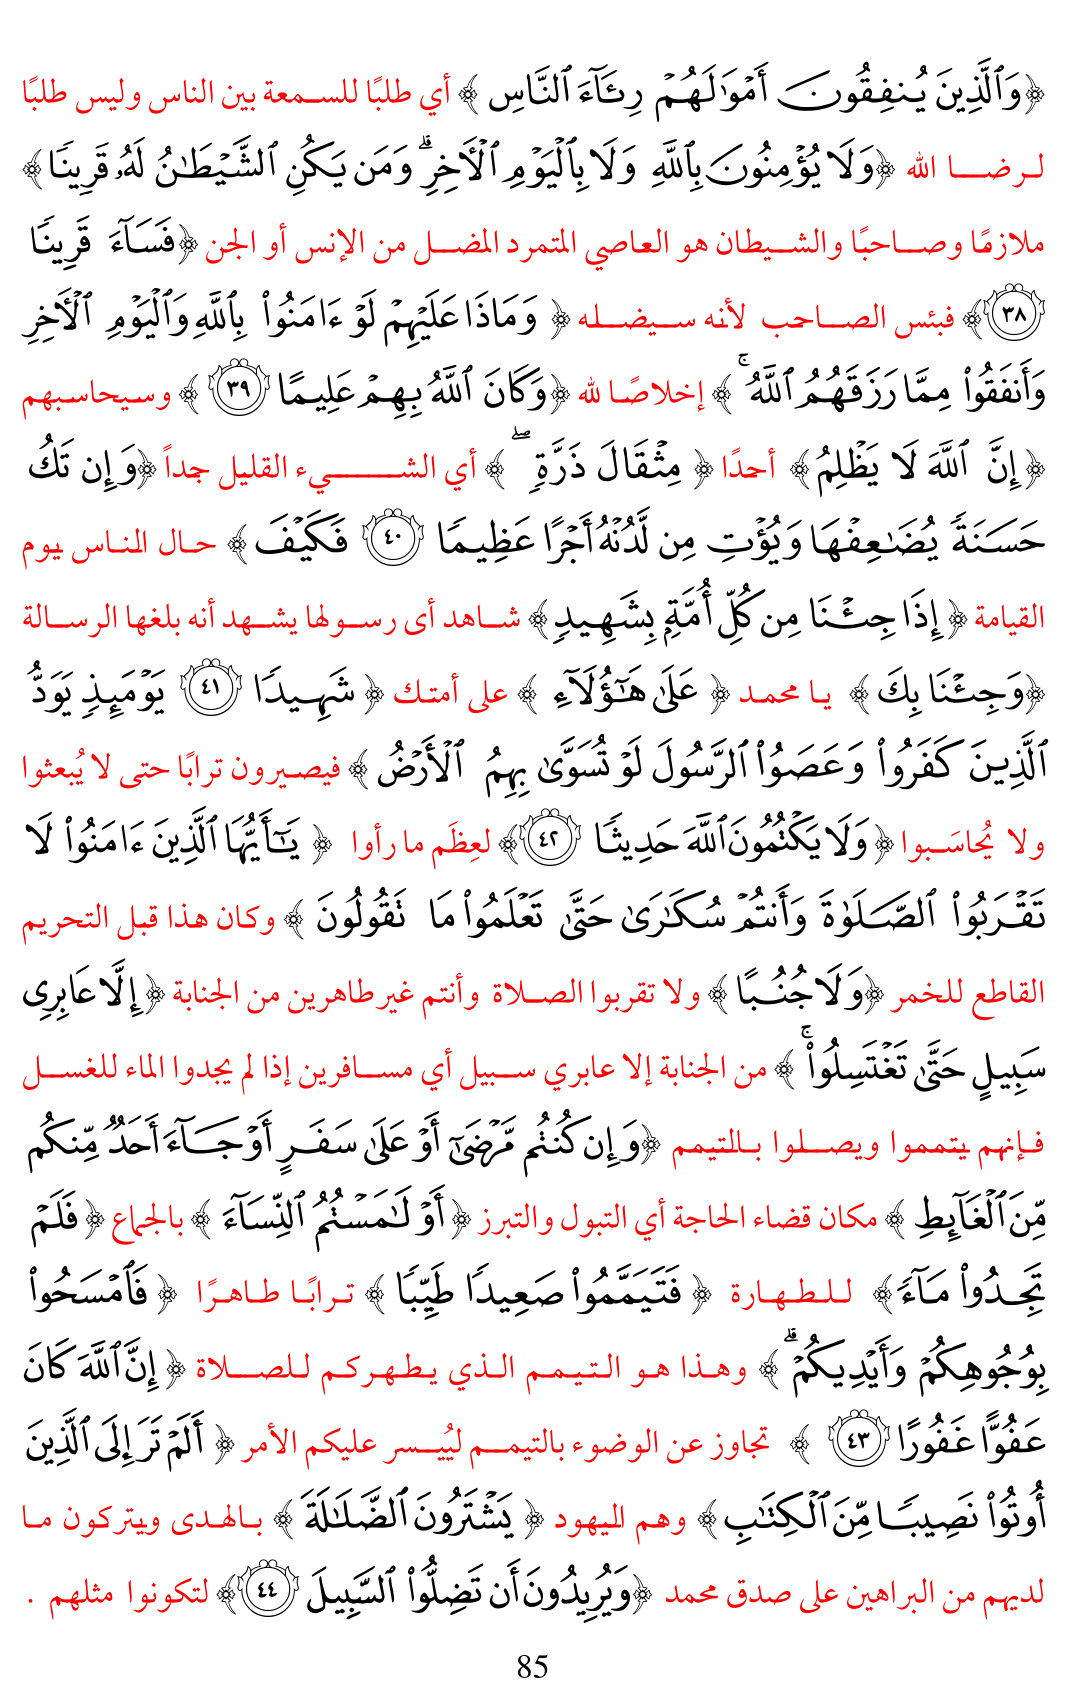 ﴿وَٱلَّذِينَ يُنفِقُونَ أَمۡوَٰلَهُمۡ رِئَآءَ ٱلنَّاسِ ﴾ أي طلبًا للسمعة بين الناس وليس طلبًا
لرضا الله ﴿وَلَا يُؤۡمِنُونَ بِٱللَّهِ وَلَا بِٱلۡيَوۡمِ ٱلۡأٓخِرِۗ وَمَن يَكُنِ ٱلشَّيۡطَٰنُ لَهُۥ قَرِينٗا﴾
ملازمًا وصاحبًا والشيطان هو العاصي المتمرد المضل من الإنس أو الجن ﴿فَسَآءَ قَرِينٗا
٣٨﴾ فبئس الصاحب لأنه سيضله ﴿ وَمَاذَا عَلَيۡهِمۡ لَوۡ ءَامَنُواْ بِٱللَّهِ وَٱلۡيَوۡمِ ٱلۡأٓخِرِ
وَأَنفَقُواْ مِمَّا رَزَقَهُمُ ٱللَّهُۚ ﴾ إخلاصًا لله ﴿وَكَانَ ٱللَّهُ بِهِمۡ عَلِيمًا ٣٩ ﴾ وسيحاسبهم
﴿ إِنَّ ٱللَّهَ لَا يَظۡلِمُ﴾ أحدًا ﴿ مِثۡقَالَ ذَرَّةٖۖ ﴾ أي الشيء القليل جداً ﴿وَإِن تَكُ
حَسَنَةٗ يُضَٰعِفۡهَا وَيُؤۡتِ مِن لَّدُنۡهُ أَجۡرًا عَظِيمٗا ٤٠ فَكَيۡفَ ﴾ حال الناس يوم
القيامة ﴿ إِذَا جِئۡنَا مِن كُلِّ أُمَّةِۭ بِشَهِيدٖ﴾ شاهد أى رسولها يشهد أنه بلغها الرسالة
﴿وَجِئۡنَا بِكَ ﴾ يا محمد ﴿ عَلَىٰ هَٰٓؤُلَآءِ ﴾ على أمتك ﴿ شَهِيدٗا ٤١ يَوۡمَئِذٖ يَوَدُّ
ٱلَّذِينَ كَفَرُواْ وَعَصَوُاْ ٱلرَّسُولَ لَوۡ تُسَوَّىٰ بِهِمُ ٱلۡأَرۡضُ ﴾ فيصيرون ترابًا حتى لا يُبعثوا
ولا يُحاسَبوا ﴿ وَلَا يَكۡتُمُونَ ٱللَّهَ حَدِيثٗا ٤٢﴾ لعِظَم ما رأوا ﴿ يَٰٓأَيُّهَا ٱلَّذِينَ ءَامَنُواْ لَا
تَقۡرَبُواْ ٱلصَّلَوٰةَ وَأَنتُمۡ سُكَٰرَىٰ حَتَّىٰ تَعۡلَمُواْ مَا تَقُولُونَ ﴾ وكان هذا قبل التحريم
القاطع للخمر ﴿وَلَا جُنُبًا ﴾ ولا تقربوا الصلاة وأنتم غير طاهرين من الجنابة ﴿ إِلَّا عَابِرِي
سَبِيلٍ حَتَّىٰ تَغۡتَسِلُواْۚ ﴾ من الجنابة إلا عابري سبيل أي مسافرين إذا لم يجدوا الماء للغسل
فإنهم يتمموا ويصلوا بالتيمم ﴿وَإِن كُنتُم مَّرۡضَىٰٓ أَوۡ عَلَىٰ سَفَرٍ أَوۡ جَآءَ أَحَدٞ مِّنكُم
مِّنَ ٱلۡغَآئِطِ ﴾ مكان قضاء الحاجة أي التبول والتبرز ﴿ أَوۡ لَٰمَسۡتُمُ ٱلنِّسَآءَ ﴾ بالجماع ﴿ فَلَمۡ
تَجِدُواْ مَآءٗ﴾ للطهارة ﴿ فَتَيَمَّمُواْ صَعِيدٗا طَيِّبٗا ﴾ ترابًا طاهرًا ﴿ فَٱمۡسَحُواْ
بِوُجُوهِكُمۡ وَأَيۡدِيكُمۡۗ ﴾ وهذا هو التيمم الذي يطهركم للصلاة ﴿ إِنَّ ٱللَّهَ كَانَ
عَفُوًّا غَفُورًا ٤٣ ﴾ تجاوز عن الوضوء بالتيمم ليُيسر عليكم الأمر ﴿ أَلَمۡ تَرَ إِلَى ٱلَّذِينَ
أُوتُواْ نَصِيبٗا مِّنَ ٱلۡكِتَٰبِ ﴾ وهم اليهود ﴿ يَشۡتَرُونَ ٱلضَّلَٰلَةَ ﴾ بالهدى ويتركون ما
لديهم من البراهين على صدق محمد ﴿وَيُرِيدُونَ أَن تَضِلُّواْ ٱلسَّبِيلَ ٤٤﴾ لتكونوا مثلهم .
85